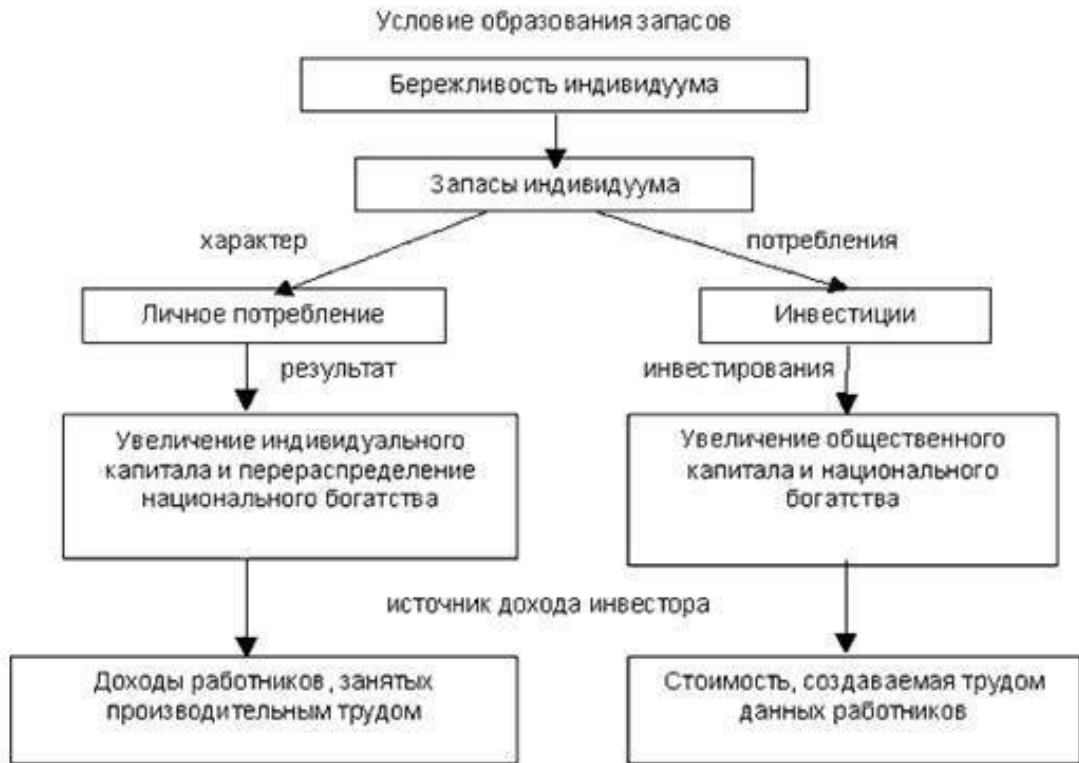 Условие образования запасов
Бережливость индивидуума
Запасы индивидуума
характер
потребления
Личное потребление
Инвестиции
результат
инвестирования
Увеличение индивидуального
капитала и перераспределение
национального богатства
Увеличение общественного
капитала и национального
богатства
источник дохода инвестора
Доходы работников, занятых
производительным трудом
Стоимость, создаваемая трудом
данных работников